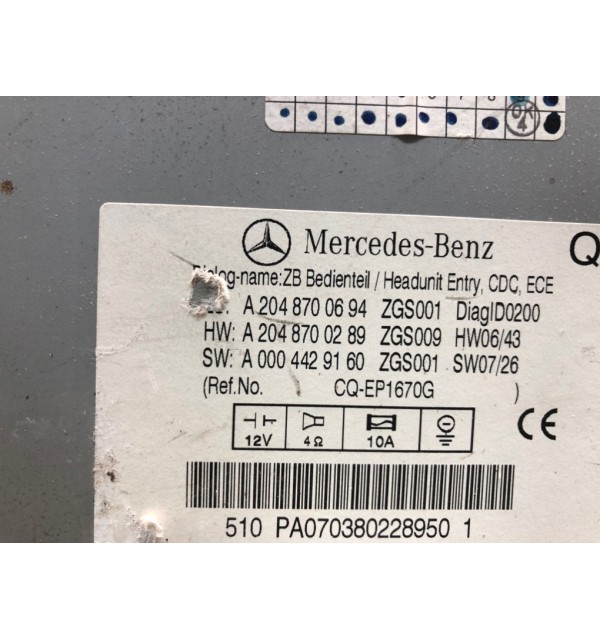 OK
4
Mercedes-Benz Q
Dialog-name: ZB Bedienteil / Headunit Entry, CDC, ECE
A 204 870 06 94 ZGS001 DiagID0200
HW: A 204 870 02 89 ZGS009 HW06/43
SW: A 000 442 91 60 ZGS001 SW07/26
(Ref.No. CQ-EP1670G )
12V 4Ω 10A CE
510 PA070380228950 1